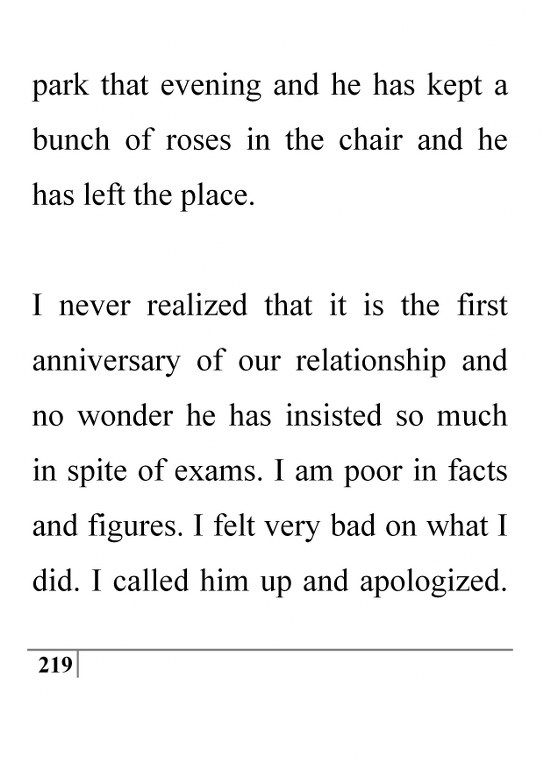 park that evening and he has kept a
bunch of roses in the chair and he
has left the place.
I never realized that it is the first
anniversary of our relationship and
no wonder he has insisted so much
in spite of exams. I am poor in facts
and figures. I felt very bad on what I
did. I called him up and apologized.
219